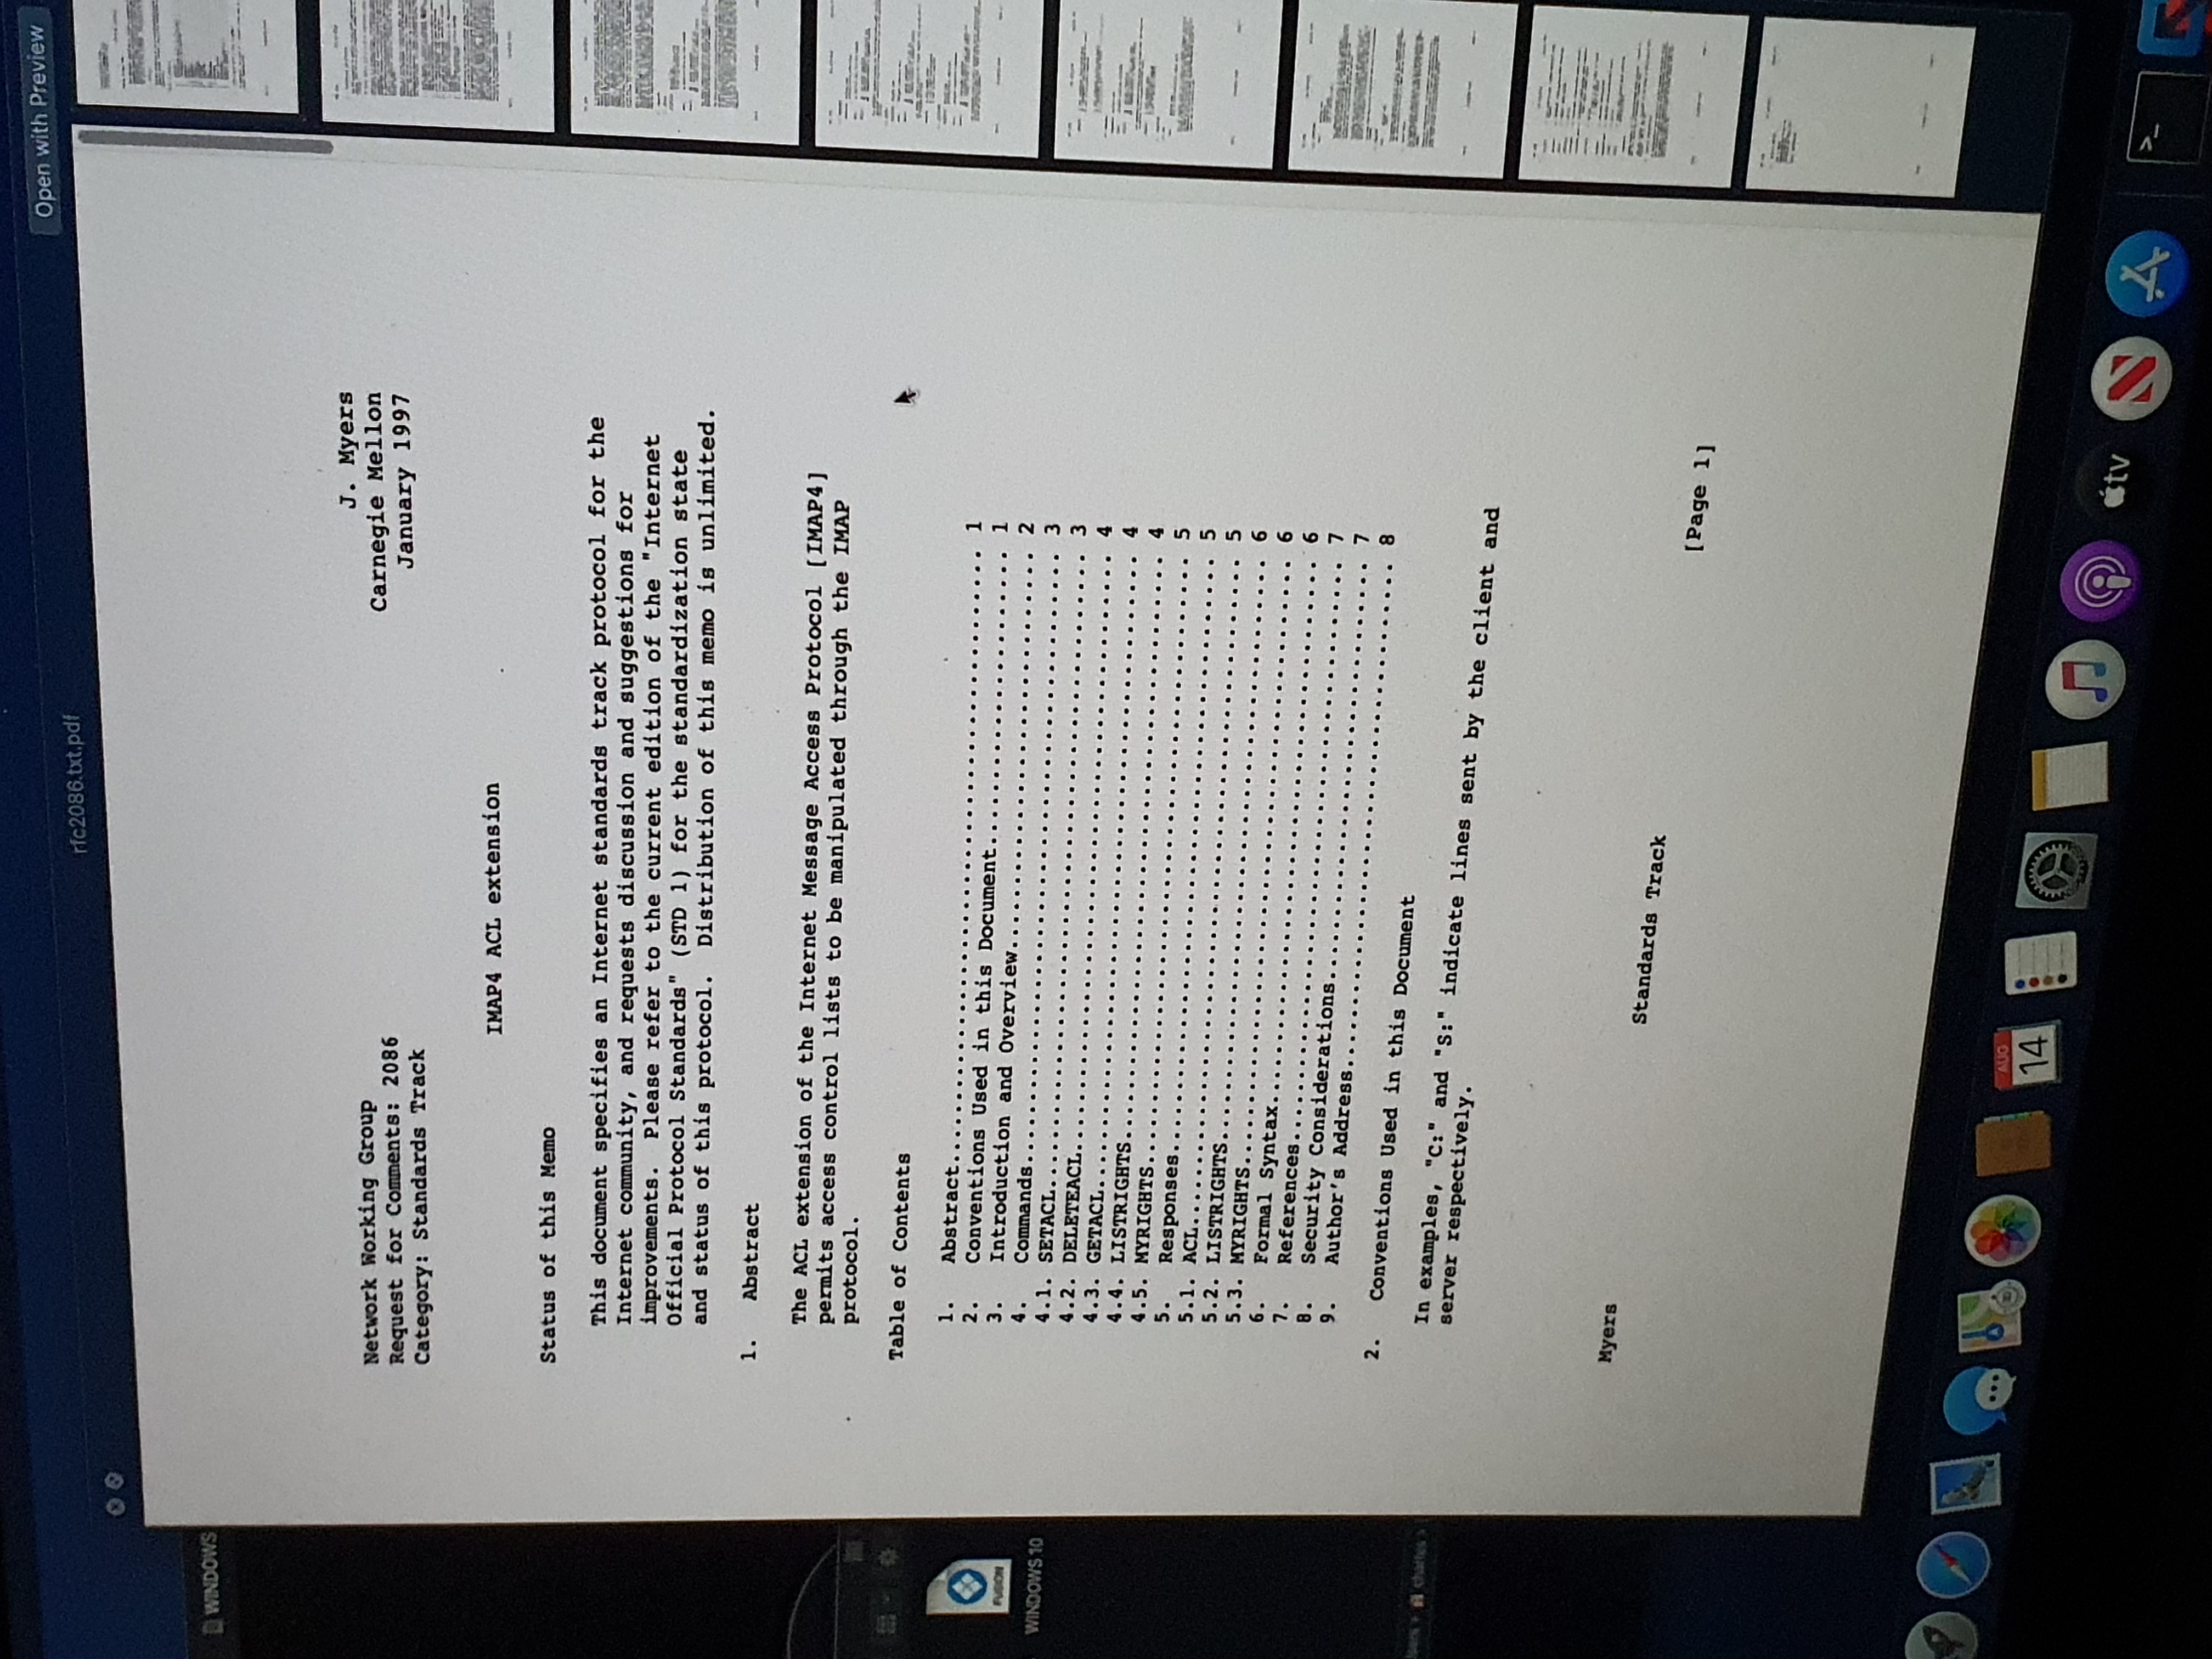 Open with Preview
rfc2086.txt.pdf
WINDOWS
Network Working Group J. Myers
Request for Comments: 2086 Carnegie Mellon
Category: Standards Track January 1997
IMAP4 ACL extension
Status of this Memo
This document specifies an Internet standards track protocol for the
Internet community, and requests discussion and suggestions for
improvements. Please refer to the current edition of the "Internet
Official Protocol Standards" (STD 1) for the standardization state
and status of this protocol. Distribution of this memo is unlimited.
1. Abstract
The ACL extension of the Internet Message Access Protocol [IMAP4]
permits access control lists to be manipulated through the IMAP
protocol.
Table of Contents
1. Abstract................................................... 1
2. Conventions Used in this Document.......................... 1
3. Introduction and Overview.................................. 2
4. Commands................................................... 3
4.1. SETACL..................................................... 3
4.2. DELETEACL.................................................. 4
4.3. GETACL..................................................... 4
4.4. LISTRIGHTS................................................. 4
4.5. MYRIGHTS................................................... 5
5. Responses.................................................. 5
5.1. ACL........................................................ 5
5.2. LISTRIGHTS................................................. 6
5.3. MYRIGHTS................................................... 6
6. Formal Syntax.............................................. 6
7. References................................................. 7
8. Security Considerations.................................... 7
9. Author's Address........................................... 8
2. Conventions Used in this Document
In examples, "C:" and "S:" indicate lines sent by the client and
server respectively.
Myers Standards Track [Page 1]
FUSION
WINDOWS 10
charles
AUG
14
tv
>_